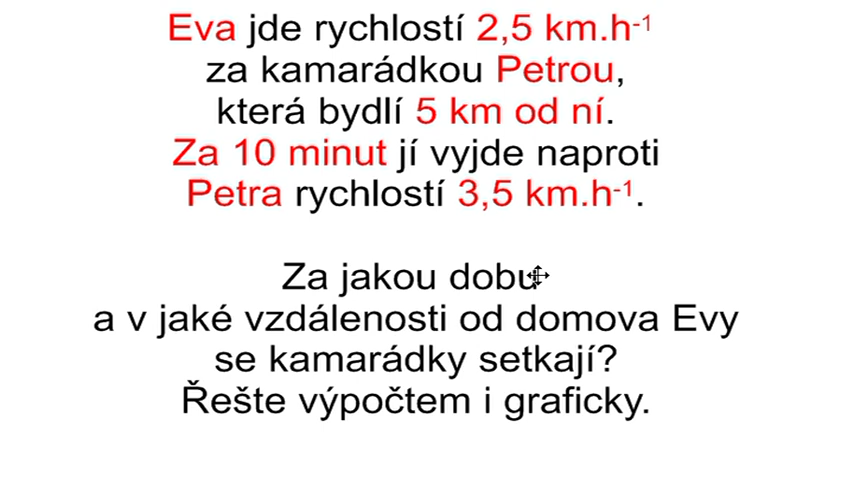 Eva jde rychlostí 2,5 km.h⁻¹
za kamarádkou Petrou,
která bydlí 5 km od ní.
Za 10 minut jí vyjde naproti
Petra rychlostí 3,5 km.h⁻¹.
Za jakou dobu
a v jaké vzdálenosti od domova Evy
se kamarádky setkají?
Řešte výpočtem i graficky.